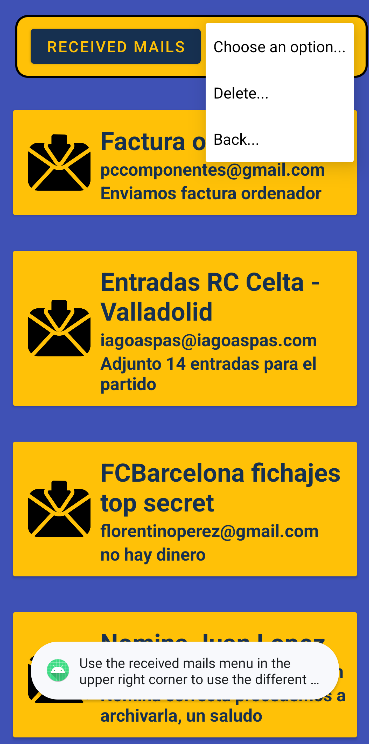 RECEIVED MAILS
Choose an option...
Delete...
Back...
Factura o
pccomponentes@gmail.com
Enviamos factura ordenador
Entradas RC Celta -
Valladolid
iagoaspas@iagoaspas.com
Adjunto 14 entradas para el
partido
FCBarcelona fichajes
top secret
florentinoperez@gmail.com
no hay dinero
Nomina Juan Lopez
Use the received mails menu in the
upper right corner to use the different ...
archivarla, un saludo